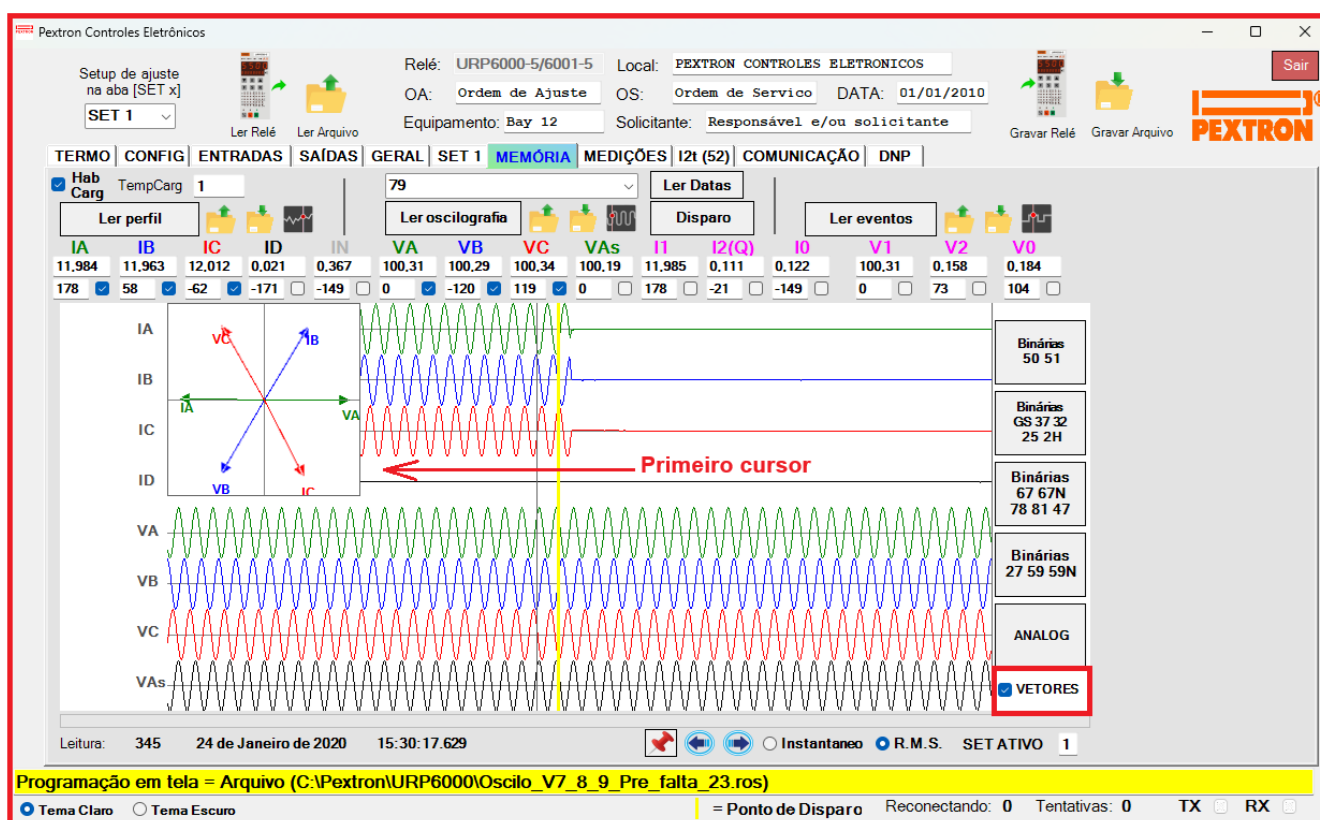 Pextron Controles Eletrônicos
Setup de ajuste
na aba [SET x]
SET 1
Ler Relé
Ler Arquivo
Relé: URP6000-5/6001-5 Local: PEXTRON CONTROLES ELETRONICOS
OA: Ordem de Ajuste OS: Ordem de Servico DATA: 01/01/2010
Equipamento: Bay 12 Solicitante: Responsável e/ou solicitante
Gravar Relé
Gravar Arquivo
Sair
PEXTRON
TERMO CONFIG ENTRADAS SAÍDAS GERAL SET 1 MEMÓRIA MEDIÇÕES I2t (52) COMUNICAÇÃO DNP
Hab
Carg
TempCarg 1
79
Ler Datas
Ler perfil
Ler oscilografia
Disparo
Ler eventos
IA IB IC ID IN VA VB VC VAs I1 I2(Q) I0 V1 V2 V0
11,984 11,963 12,012 0,021 0,367 100,31 100,29 100,34 100,19 11,985 0,111 0,122 100,31 0,158 0,184
178 58 -62 -171 -149 0 -120 119 0 178 -21 -149 0 73 104
IA
IB
IC
ID
VA
VB
VC
VAs
VC
IB
IA
VA
VB
IC
Primeiro cursor
Binárias
50 51
Binárias
GS 37 32
25 2H
Binárias
67 67N
78 81 47
Binárias
27 59 59N
ANALOG
VETORES
Leitura: 345 24 de Janeiro de 2020 15:30:17.629
Instantaneo R.M.S. SET ATIVO 1
Programação em tela = Arquivo (C:\Pextron\URP6000\Oscilo_V7_8_9_Pre_falta_23.ros)
Tema Claro Tema Escuro = Ponto de Disparo Reconectando: 0 Tentativas: 0 TX RX